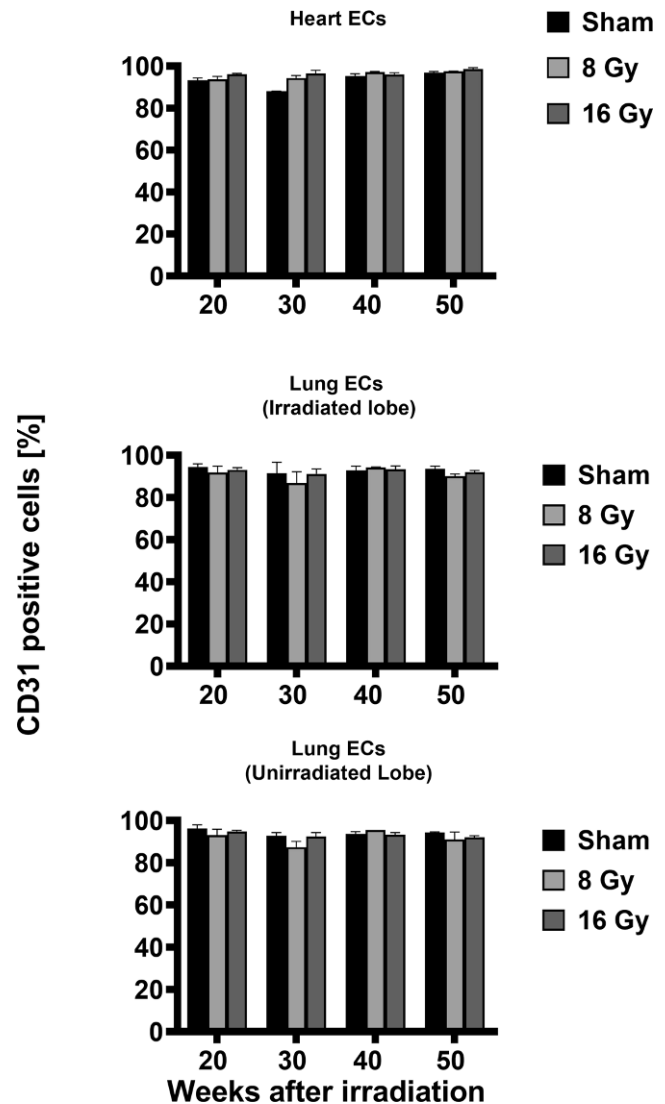 Heart ECs
Sham
8 Gy
16 Gy
100
80
60
40
20
0
20 30 40 50
CD31 positive cells [%]
Lung ECs
(Irradiated lobe)
Sham
8 Gy
16 Gy
100
80
60
40
20
0
20 30 40 50
Lung ECs
(Unirradiated Lobe)
Sham
8 Gy
16 Gy
100
80
60
40
20
0
20 30 40 50
Weeks after irradiation